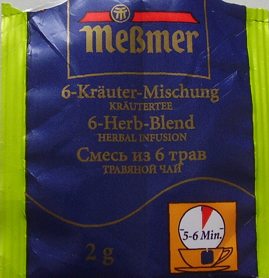 Meßmer
6-Kräuter-Mischung
KRÄUTERTEE
6-Herb-Blend
HERBAL INFUSION
Смесь из 6 трав
ТРАВЯНОЙ ЧАЙ
5-6 Min.
2 g